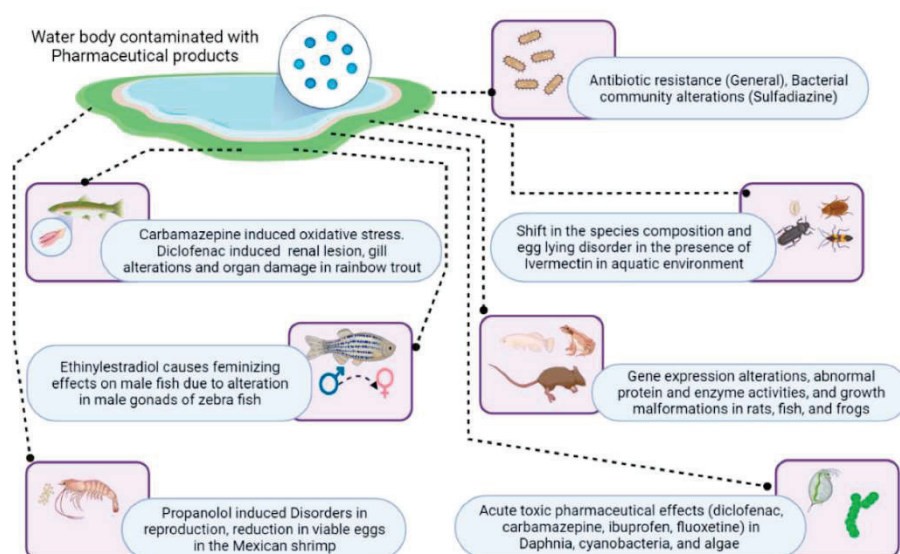 Water body contaminated with
Pharmaceutical products
Antibiotic resistance (General), Bacterial
community alterations (Sulfadiazine)
Carbamazepine induced oxidative stress.
Diclofenac induced renal lesion, gill
alterations and organ damage in rainbow trout
Shift in the species composition and
egg lying disorder in the presence of
Ivermectin in aquatic environment
Ethinylestradiol causes feminizing
effects on male fish due to alteration
in male gonads of zebra fish
Gene expression alterations, abnormal
protein and enzyme activities, and growth
malformations in rats, fish, and frogs
Propanolol induced Disorders in
reproduction, reduction in viable eggs
in the Mexican shrimp
Acute toxic pharmaceutical effects (diclofenac,
carbamazepine, ibuprofen, fluoxetine) in
Daphnia, cyanobacteria, and algae